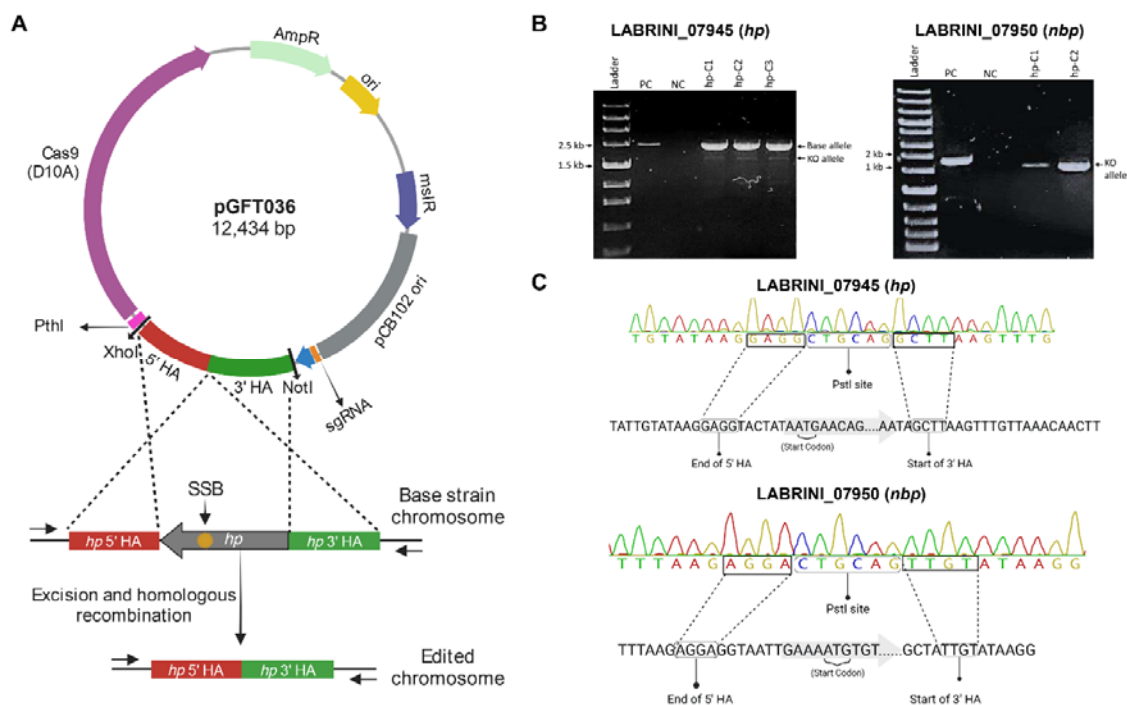 A
AmpR
ori
Cas9
(D10A)
pGFT036
12,434 bp
mslR
pCB102 ori
PthI
XhoI
5' HA
3' HA
NotI
sgRNA
SSB
Base strain
chromosome
hp 5' HA
hp
hp 3' HA
Excision and homologous
recombination
hp 5' HA
hp 3' HA
Edited
chromosome
B
LABRINI_07945 (hp)
Ladder
PC
NC
hp-C1
hp-C2
hp-C3
2.5 kb
1.5 kb
Base allele
KO allele
LABRINI_07950 (nbp)
Ladder
PC
NC
hp-C1
hp-C2
2 kb
1 kb
KO
allele
C
LABRINI_07945 (hp)
TGTATAAGGAGGCTGCAGGCTTAAGTTTG
PstI site
TATTGTATAAGGAGGTACTATAATGAACAG....AATAGCTTAAGTTTGTTAAACAACTT
(Start Codon)
End of 5' HA
Start of 3' HA
LABRINI_07950 (nbp)
TTTAAGAGGACTGCAGTTGTATAAGG
PstI site
TTTAAGAGGAGGTAATTGAAAATGTGT......GCTATTGTATAAGG
(Start Codon)
End of 5' HA
Start of 3' HA